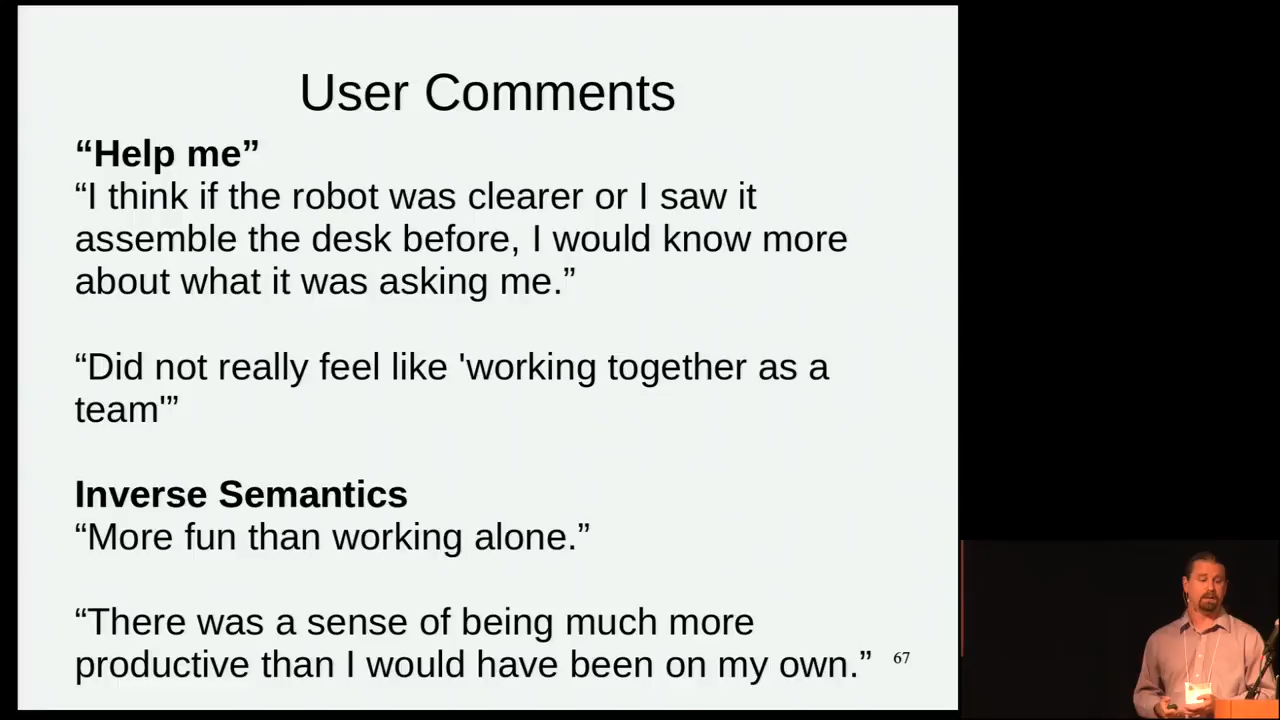 User Comments
“Help me”
“I think if the robot was clearer or I saw it
assemble the desk before, I would know more
about what it was asking me.”
“Did not really feel like 'working together as a
team'”
Inverse Semantics
“More fun than working alone.”
“There was a sense of being much more
productive than I would have been on my own.”
67